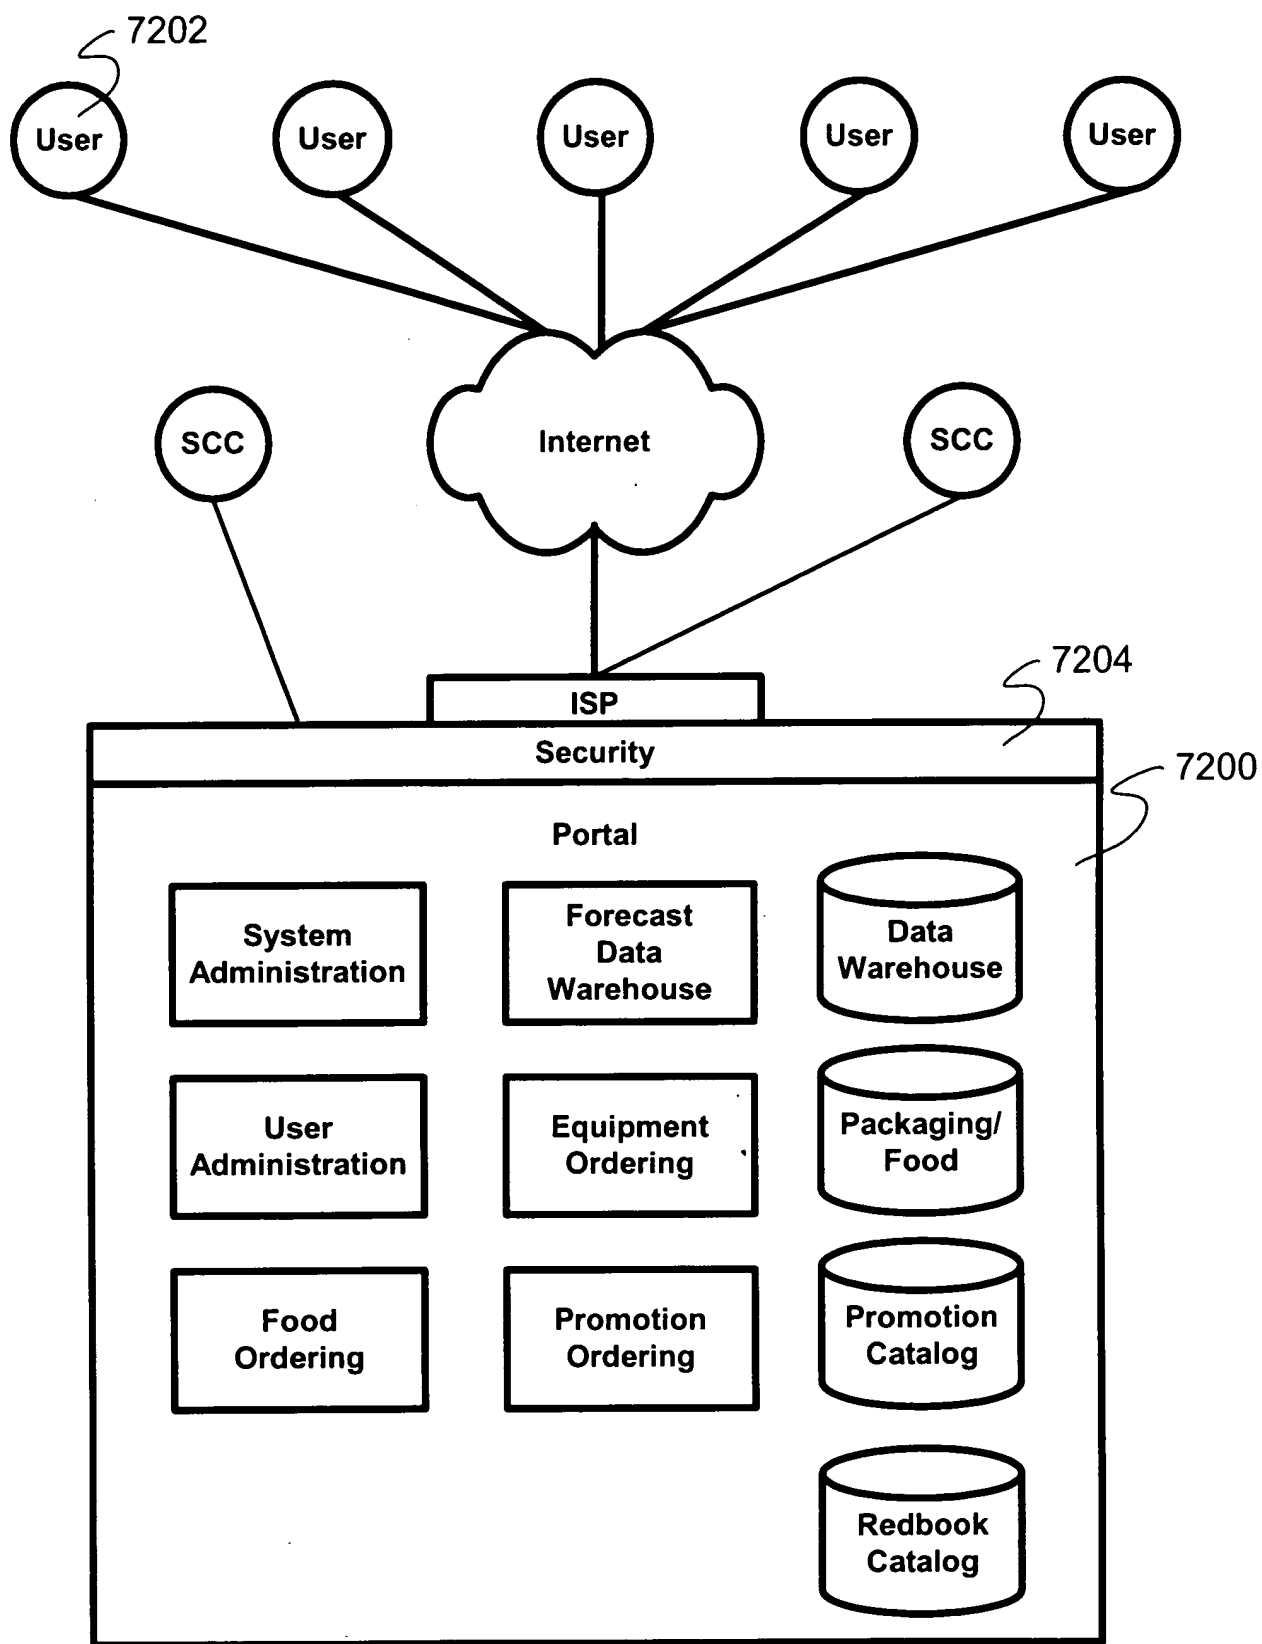 7202
User
User
User
User
User
SCC
Internet
SCC
7204
ISP
Security
7200
Portal
System
Administration
Forecast
Data
Warehouse
Data
Warehouse
User
Administration
Equipment
Ordering
Packaging/
Food
Food
Ordering
Promotion
Ordering
Promotion
Catalog
Redbook
Catalog